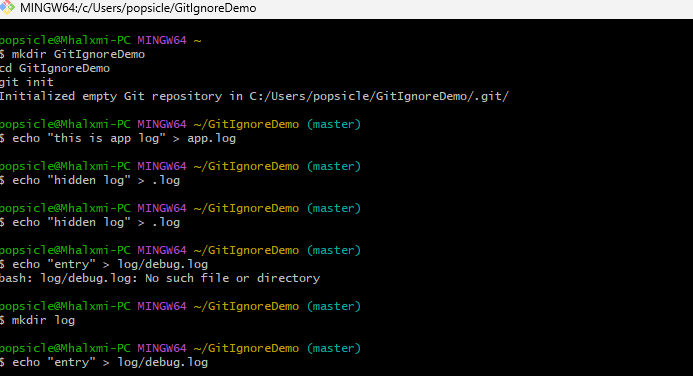 MINGW64:/c/Users/popsicle/GitIgnoreDemo
popsicle@Mhalxmi-PC MINGW64 ~
$ mkdir GitIgnoreDemo
cd GitIgnoreDemo
git init
Initialized empty Git repository in C:/Users/popsicle/GitIgnoreDemo/.git/
popsicle@Mhalxmi-PC MINGW64 ~/GitIgnoreDemo (master)
$ echo "this is app log" > app.log
popsicle@Mhalxmi-PC MINGW64 ~/GitIgnoreDemo (master)
$ echo "hidden log" > .log
popsicle@Mhalxmi-PC MINGW64 ~/GitIgnoreDemo (master)
$ echo "hidden log" > .log
popsicle@Mhalxmi-PC MINGW64 ~/GitIgnoreDemo (master)
$ echo "entry" > log/debug.log
bash: log/debug.log: No such file or directory
popsicle@Mhalxmi-PC MINGW64 ~/GitIgnoreDemo (master)
$ mkdir log
popsicle@Mhalxmi-PC MINGW64 ~/GitIgnoreDemo (master)
$ echo "entry" > log/debug.log